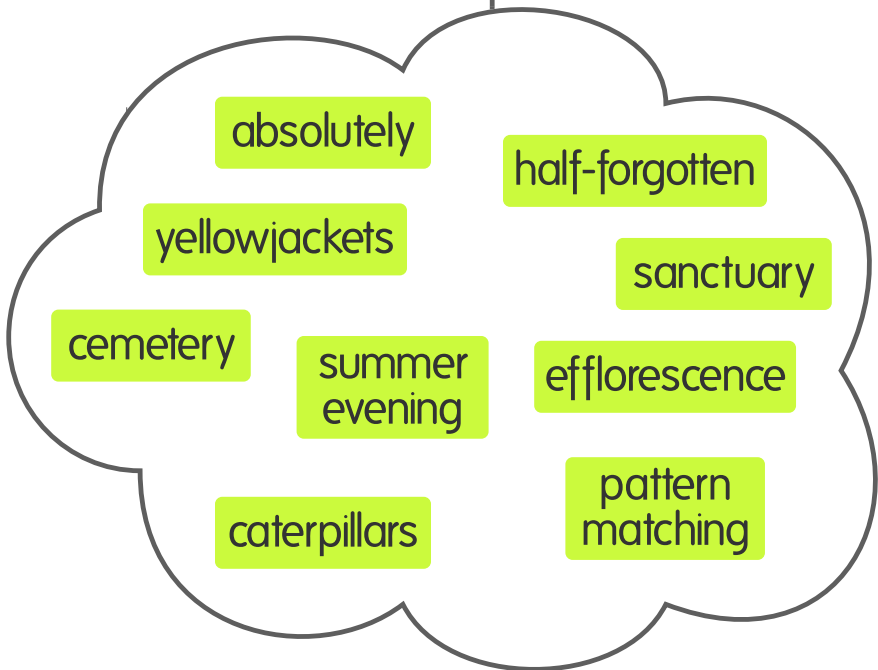 absolutely
half-forgotten
yellowjackets
sanctuary
cemetery
summer
evening
efflorescence
pattern
matching
caterpillars